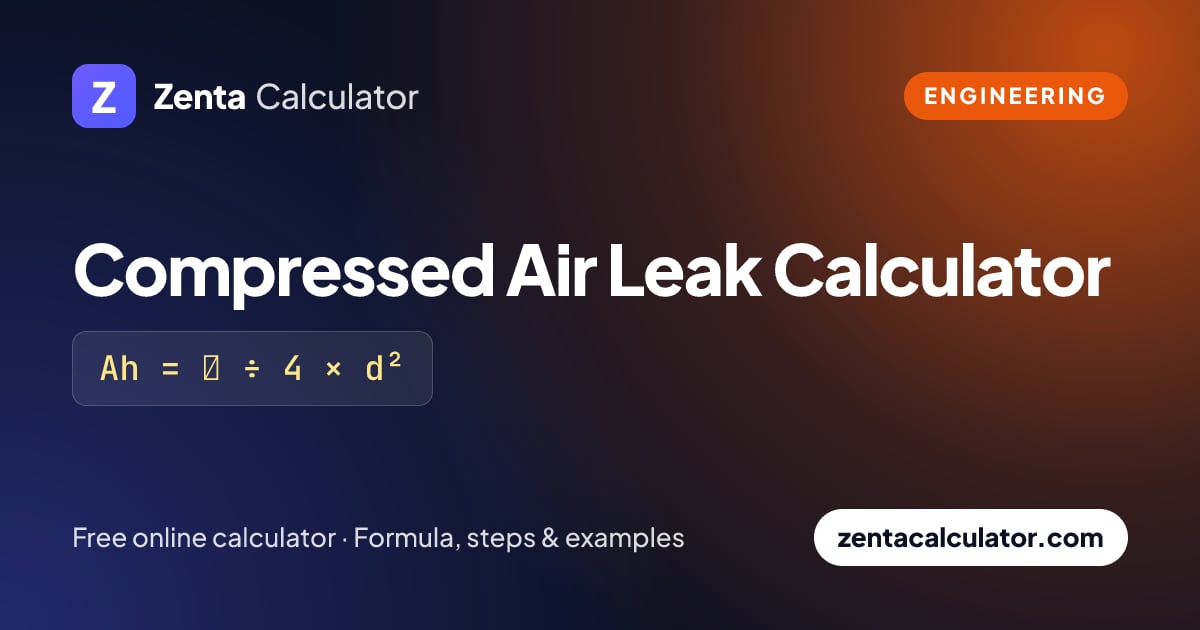 Z
Zenta Calculator
ENGINEERING
Compressed Air Leak Calculator
Ah = ÷ 4 × d²
Free online calculator · Formula, steps & examples
zentacalculator.com